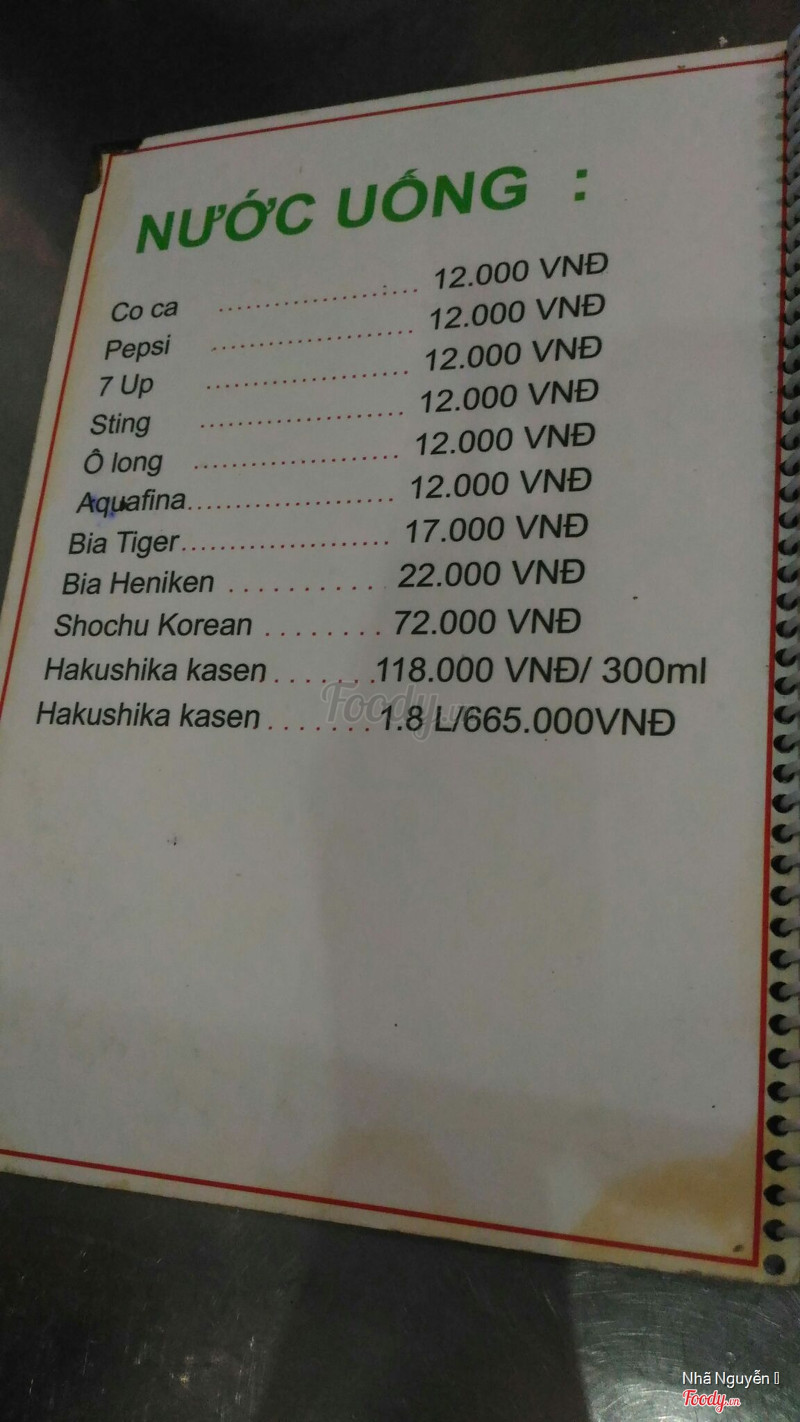 NƯỚC UỐNG :
Co ca .......................... 12.000 VNĐ
Pepsi .......................... 12.000 VNĐ
7 Up .......................... 12.000 VNĐ
Sting .......................... 12.000 VNĐ
Ô long .......................... 12.000 VNĐ
Aquafina.......................... 12.000 VNĐ
Bia Tiger.......................... 17.000 VNĐ
Bia Heniken .......... 22.000 VNĐ
Shochu Korean ........ 72.000 VNĐ
Hakushika kasen .......118.000 VNĐ/ 300ml
Hakushika kasen .......1.8 L/665.000VNĐ
Foody.vn
Nhã Nguyễn
Foody.vn